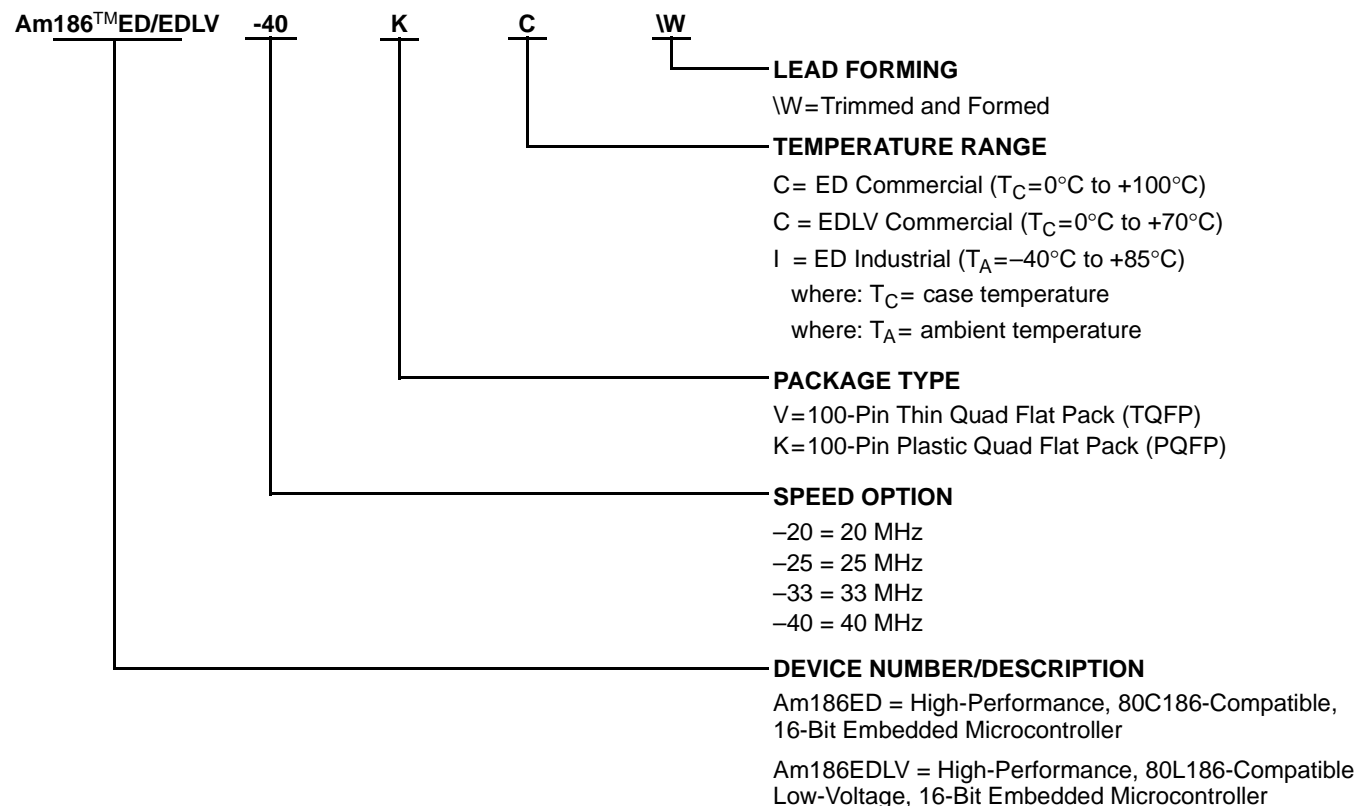 Am186™ED/EDLV -40 K C \W
LEAD FORMING
\W=Trimmed and Formed
TEMPERATURE RANGE
C= ED Commercial (TC=0°C to +100°C)
C = EDLV Commercial (TC=0°C to +70°C)
I = ED Industrial (TA=–40°C to +85°C)
where: TC= case temperature
where: TA= ambient temperature
PACKAGE TYPE
V=100-Pin Thin Quad Flat Pack (TQFP)
K=100-Pin Plastic Quad Flat Pack (PQFP)
SPEED OPTION
–20 = 20 MHz
–25 = 25 MHz
–33 = 33 MHz
–40 = 40 MHz
DEVICE NUMBER/DESCRIPTION
Am186ED = High-Performance, 80C186-Compatible,
16-Bit Embedded Microcontroller
Am186EDLV = High-Performance, 80L186-Compatible
Low-Voltage, 16-Bit Embedded Microcontroller